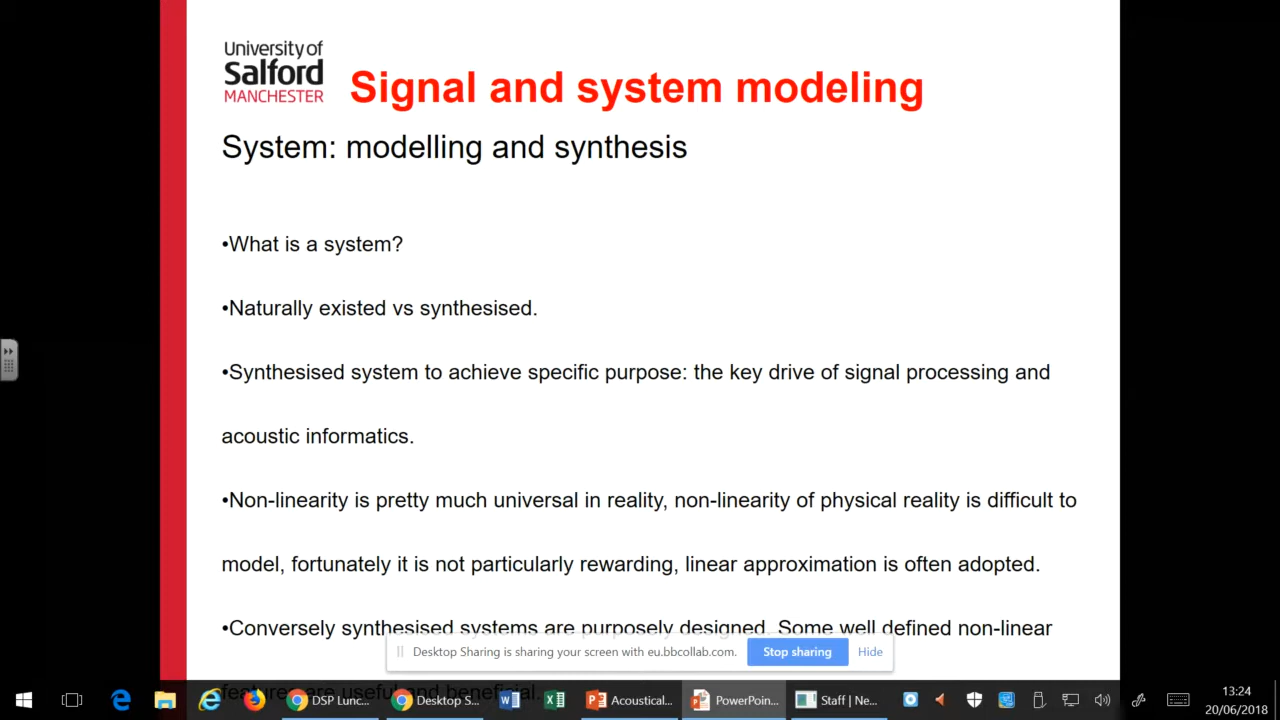 University of
Salford
MANCHESTER
Signal and system modeling
System: modelling and synthesis
•What is a system?
•Naturally existed vs synthesised.
•Synthesised system to achieve specific purpose: the key drive of signal processing and
acoustic informatics.
•Non-linearity is pretty much universal in reality, non-linearity of physical reality is difficult to
model, fortunately it is not particularly rewarding, linear approximation is often adopted.
•Conversely synthesised systems are purposely designed. Some well defined non-linear
Desktop Sharing is sharing your screen with eu.bbcollab.com. Stop sharing Hide
features are useful and beneficial.
DSP Lunc... Desktop S... Acoustical... PowerPoin... Staff | Ne... 13:24
20/06/2018